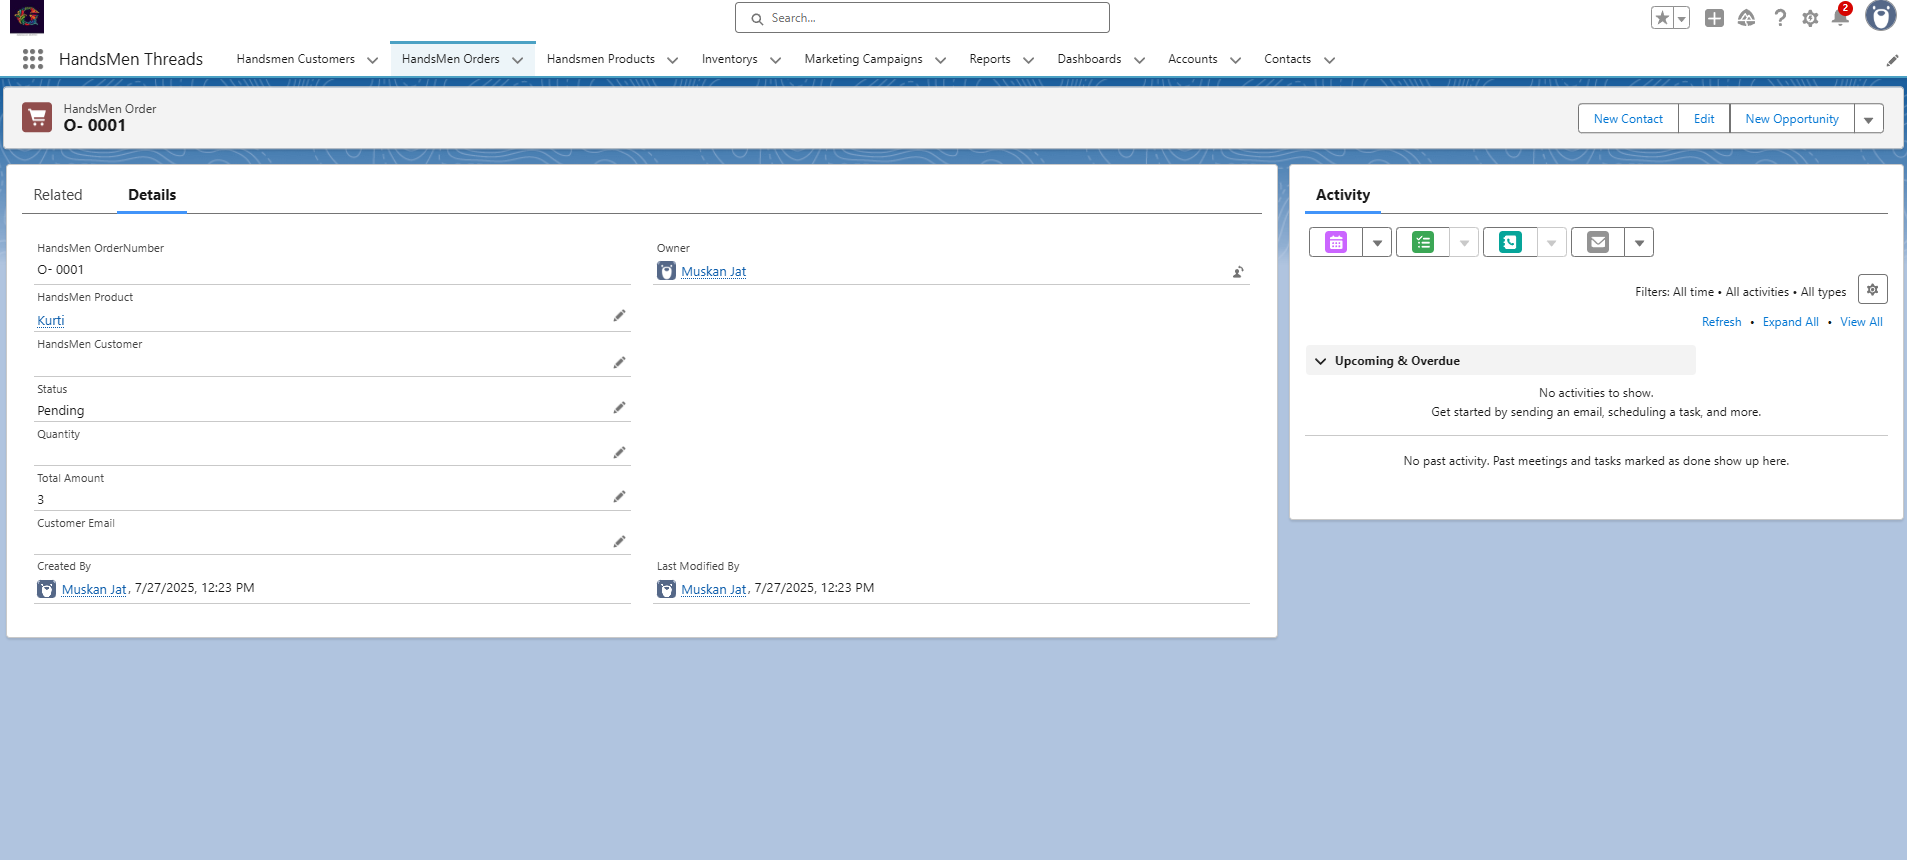 Search...
2
HandsMen Threads
Handsmen Customers
HandsMen Orders
Handsmen Products
Inventorys
Marketing Campaigns
Reports
Dashboards
Accounts
Contacts
HandsMen Order
O- 0001
New Contact
Edit
New Opportunity
Related
Details
HandsMen OrderNumber
O- 0001
Owner
Muskan Jat
HandsMen Product
Kurti
HandsMen Customer
Status
Pending
Quantity
Total Amount
3
Customer Email
Created By
Muskan Jat, 7/27/2025, 12:23 PM
Last Modified By
Muskan Jat, 7/27/2025, 12:23 PM
Activity
Filters: All time • All activities • All types
Refresh • Expand All • View All
Upcoming & Overdue
No activities to show.
Get started by sending an email, scheduling a task, and more.
No past activity. Past meetings and tasks marked as done show up here.